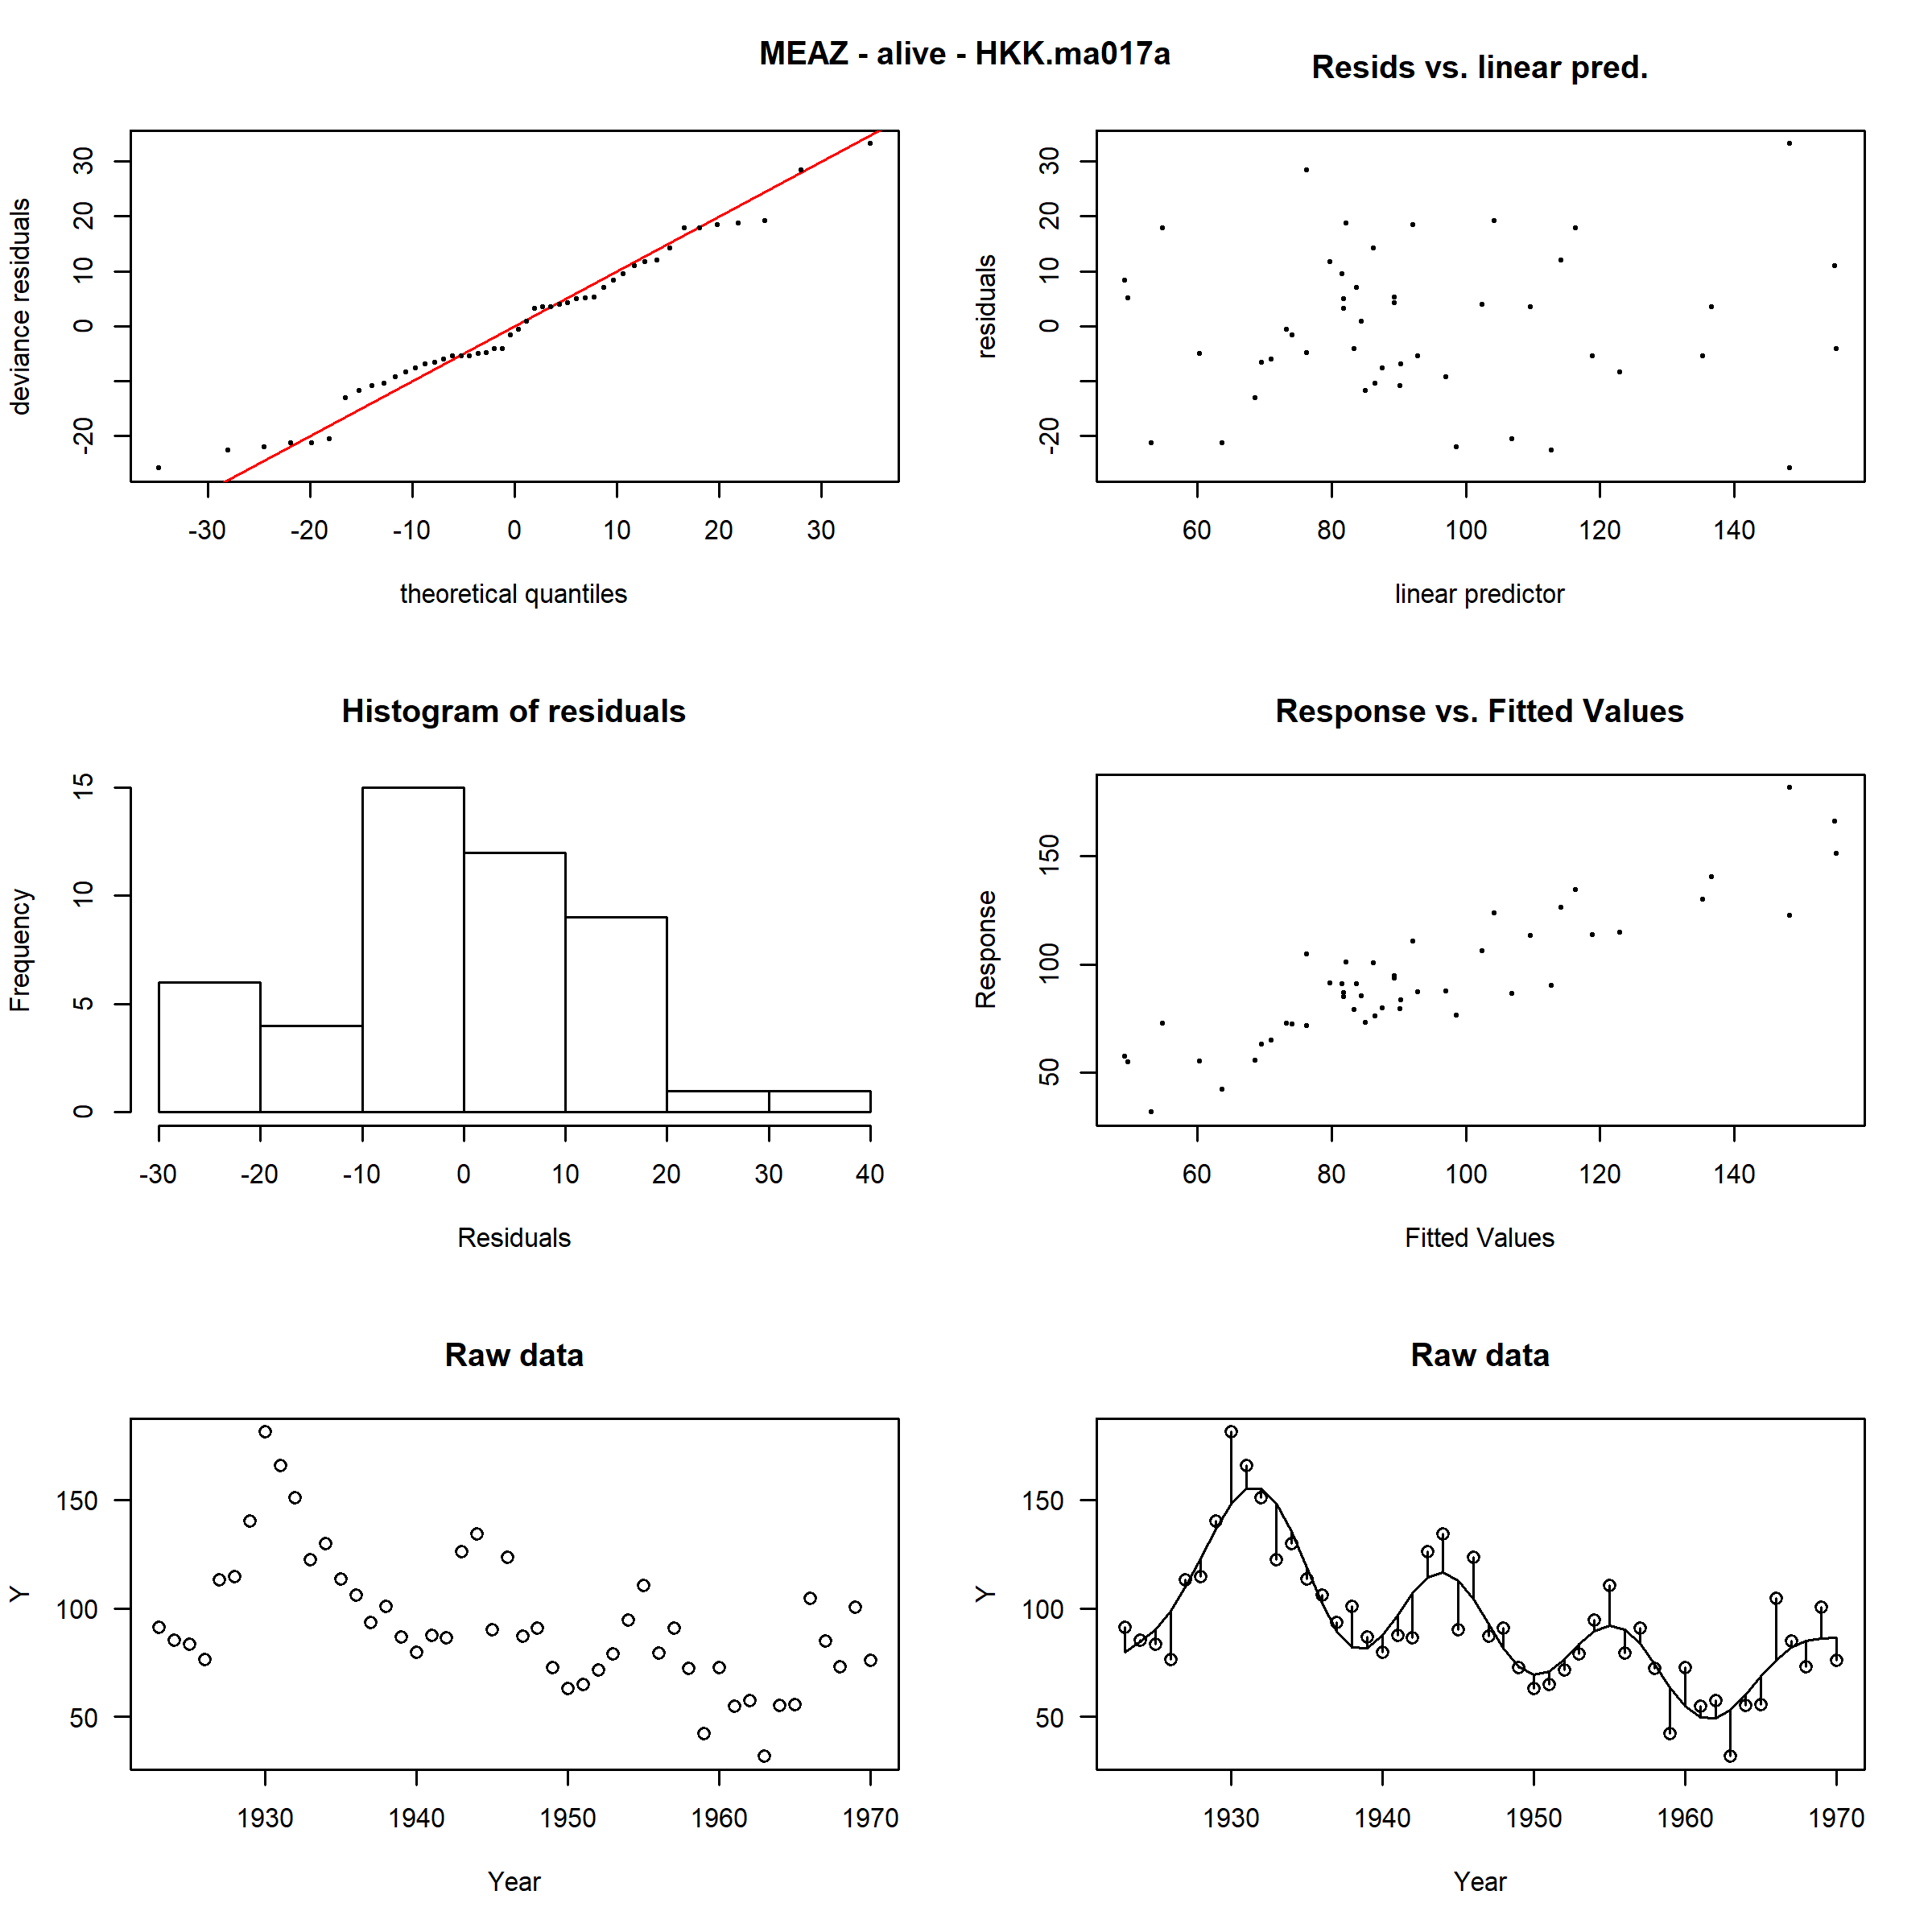 MEAZ - alive - HKK.ma017a
Resids vs. linear pred.
deviance residuals
-20 0 10 20 30
-30 -20 -10 0 10 20 30
theoretical quantiles
residuals
-20 0 10 20 30
60 80 100 120 140
linear predictor
Histogram of residuals
Frequency
0 5 10 15
-30 -20 -10 0 10 20 30 40
Residuals
Response vs. Fitted Values
Response
50 100 150
60 80 100 120 140
Fitted Values
Raw data
Y
50 100 150
1930 1940 1950 1960 1970
Year
Raw data
Y
50 100 150
1930 1940 1950 1960 1970
Year